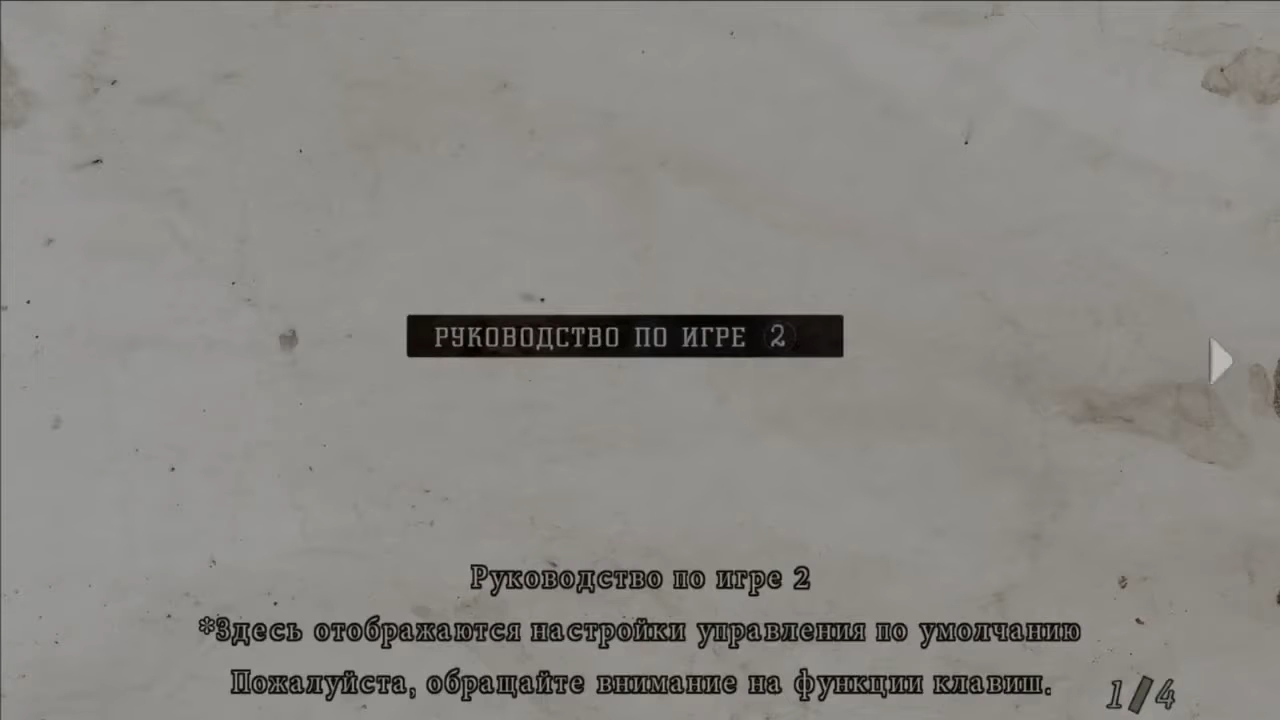 РУКОВОДСТВО ПО ИГРЕ 2
Руководство по игре 2
*Здесь отображаются настройки управления по умолчанию
Пожалуйста, обращайте внимание на функции клавиш.
1/4